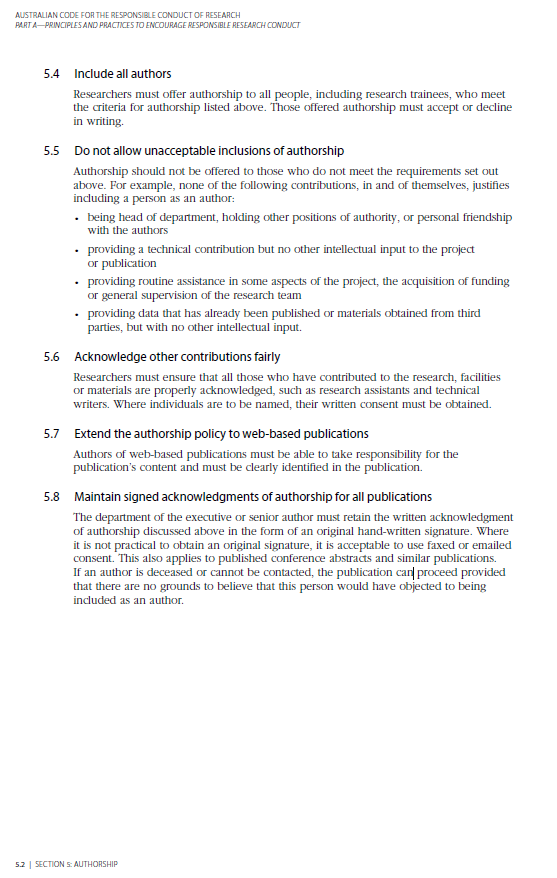 AUSTRALIAN CODE FOR THE RESPONSIBLE CONDUCT OF RESEARCH
PART A—PRINCIPLES AND PRACTICES TO ENCOURAGE RESPONSIBLE RESEARCH CONDUCT
5.4 Include all authors
Researchers must offer authorship to all people, including research trainees, who meet
the criteria for authorship listed above. Those offered authorship must accept or decline
in writing.
5.5 Do not allow unacceptable inclusions of authorship
Authorship should not be offered to those who do not meet the requirements set out
above. For example, none of the following contributions, in and of themselves, justifies
including a person as an author:
• being head of department, holding other positions of authority, or personal friendship
with the authors
• providing a technical contribution but no other intellectual input to the project
or publication
• providing routine assistance in some aspects of the project, the acquisition of funding
or general supervision of the research team
• providing data that has already been published or materials obtained from third
parties, but with no other intellectual input.
5.6 Acknowledge other contributions fairly
Researchers must ensure that all those who have contributed to the research, facilities
or materials are properly acknowledged, such as research assistants and technical
writers. Where individuals are to be named, their written consent must be obtained.
5.7 Extend the authorship policy to web-based publications
Authors of web-based publications must be able to take responsibility for the
publication's content and must be clearly identified in the publication.
5.8 Maintain signed acknowledgments of authorship for all publications
The department of the executive or senior author must retain the written acknowledgment
of authorship discussed above in the form of an original hand-written signature. Where
it is not practical to obtain an original signature, it is acceptable to use faxed or emailed
consent. This also applies to published conference abstracts and similar publications.
If an author is deceased or cannot be contacted, the publication can proceed provided
that there are no grounds to believe that this person would have objected to being
included as an author.
5.2 | SECTION 5: AUTHORSHIP